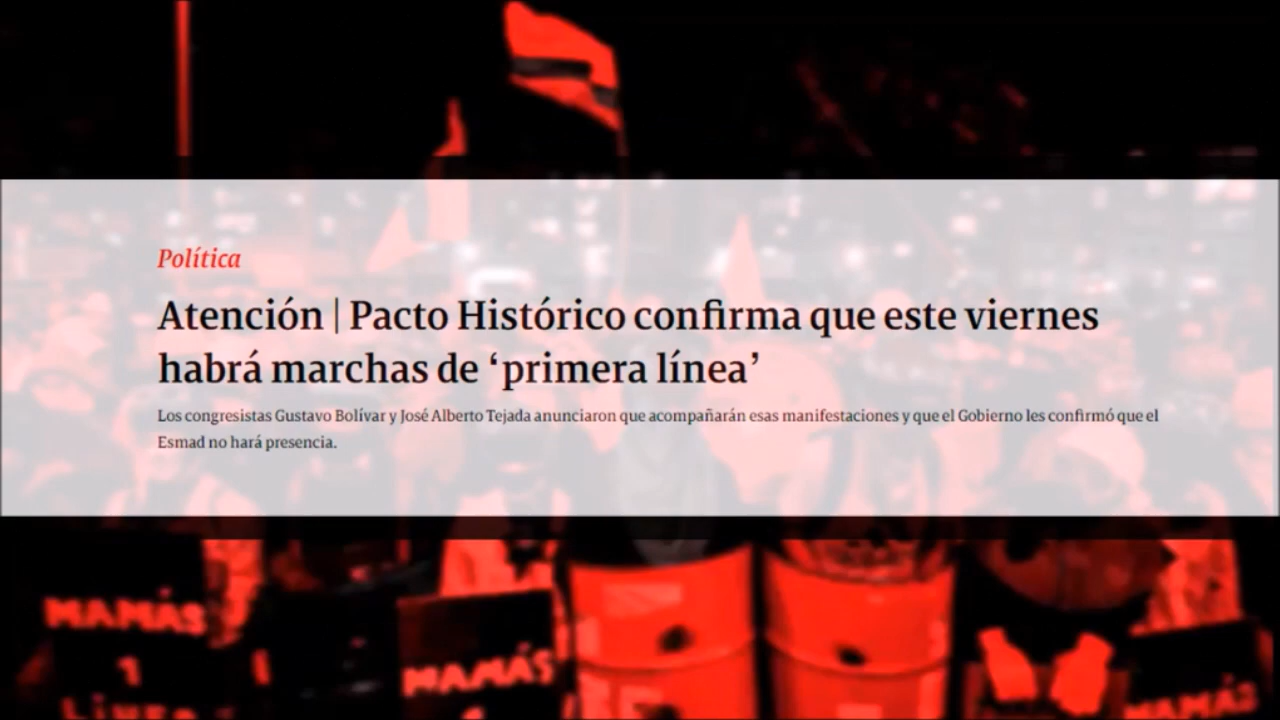 Política
Atención | Pacto Histórico confirma que este viernes
habrá marchas de ‘primera línea’
Los congresistas Gustavo Bolívar y José Alberto Tejada anunciaron que acompañarán esas manifestaciones y que el Gobierno les confirmó que el
Esmad no hará presencia.
MAMÁS
1
MAMÁS
MAMÁS